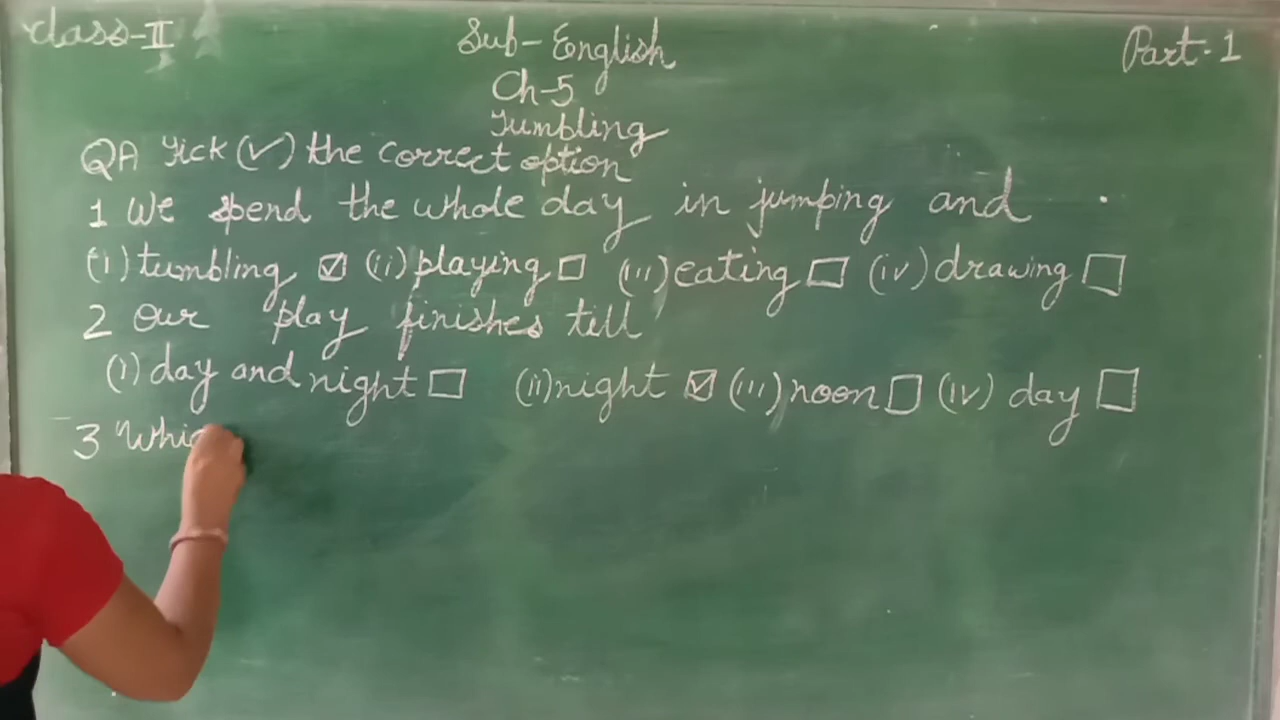 Class-II Sub-English Part-1
Ch-5
Tumbling
QA Tick (✓) the correct option
1 We spend the whole day in jumping and .
(i) tumbling ☑ (ii) playing ☐ (iii) eating ☐ (iv) drawing ☐
2 Our play finishes till
(i) day and night ☐ (ii) night ☑ (iii) noon ☐ (iv) day ☐
3 Whi